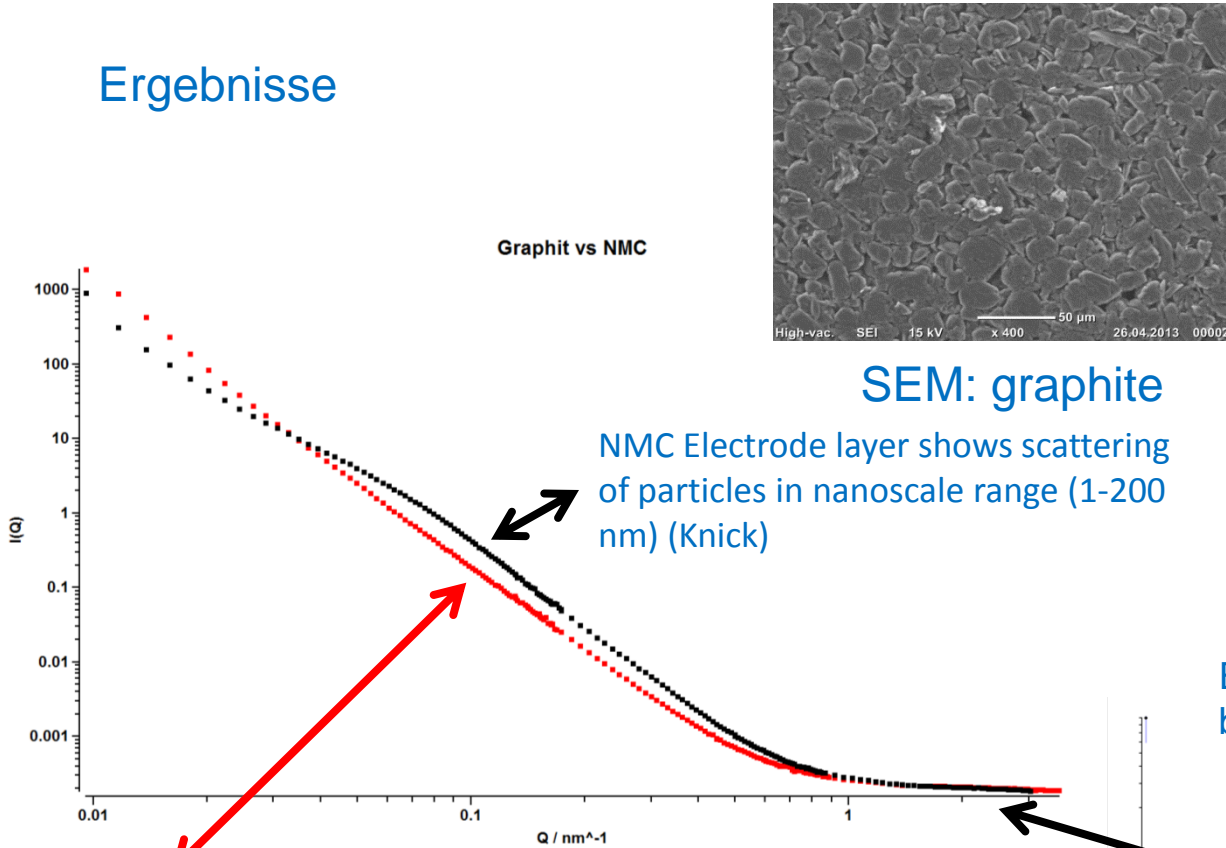 Ergebnisse
High-vac. SEI 15 kV x 400 50 µm 26.04.2013 00002
SEM: graphite
NMC Electrode layer shows scattering
of particles in nanoscale range (1-200
nm) (Knick)
Graphit vs NMC
I(Q)
1000
100
10
1
0.1
0.01
0.001
0.01 0.1 1
Q / nm^-1